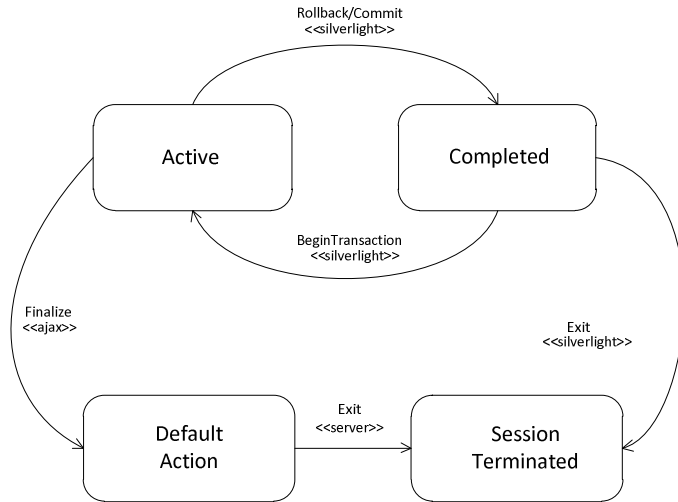 Rollback/Commit
<<silverlight>>
Active
Completed
BeginTransaction
<<silverlight>>
Finalize
<<ajax>>
Exit
<<silverlight>>
Default
Action
Exit
<<server>>
Session
Terminated